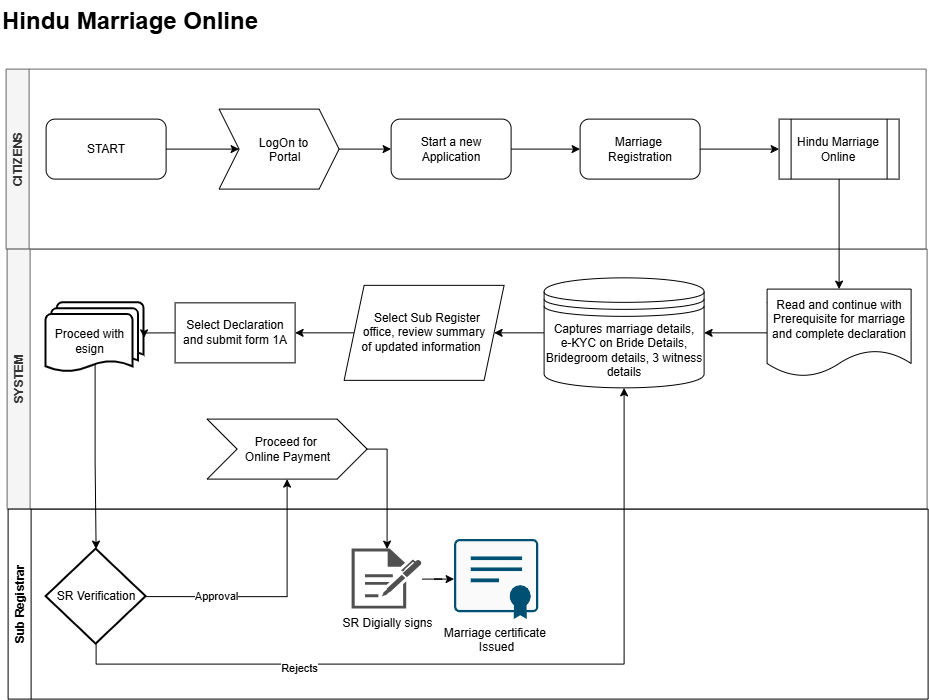 Hindu Marriage Online
CITIZENS
START
LogOn to
Portal
Start a new
Application
Marriage
Registration
Hindu Marriage
Online
SYSTEM
Read and continue with
Prerequisite for marriage
and complete declaration
Captures marriage details,
e-KYC on Bride Details,
Bridegroom details, 3 witness
details
Select Sub Register
office, review summary
of updated information
Select Declaration
and submit form 1A
Proceed with
esign
Proceed for
Online Payment
Sub Registrar
SR Verification
Approval
SR Digially signs
Marriage certificate
Issued
Rejects